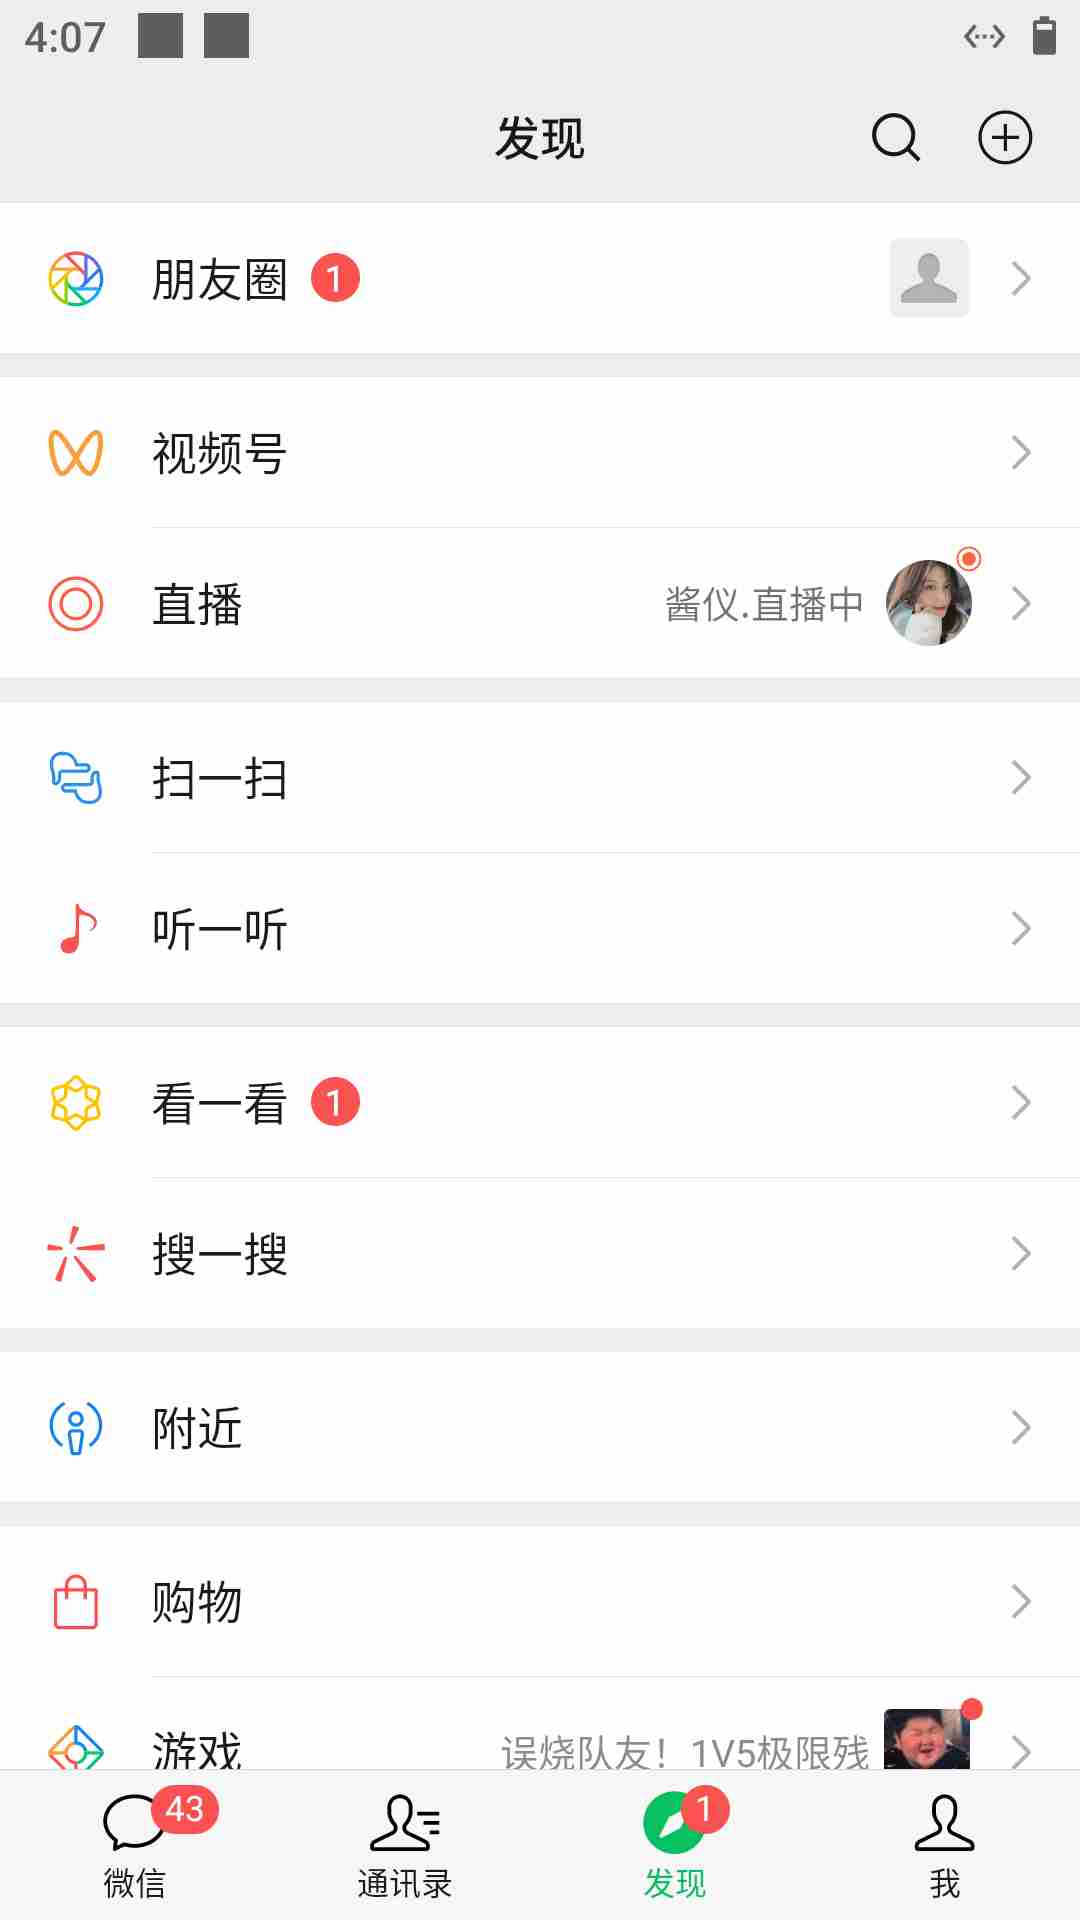 4:07
发现
朋友圈 1
视频号
直播 酱仪.直播中
扫一扫
听一听
看一看 1
搜一搜
附近
购物
游戏 误烧队友！1V5极限残
43 1
微信 通讯录 发现 我